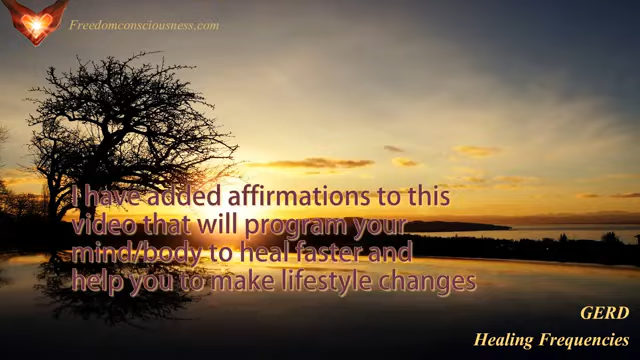 Freedomconsciousness.com
I have added affirmations to this
video that will program your
mind/body to heal faster and
help you to make lifestyle changes
GERD
Healing Frequencies